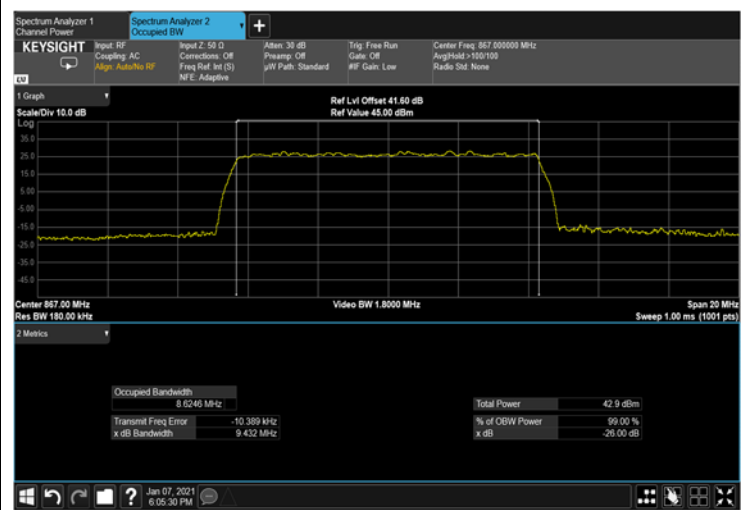 Spectrum Analyzer 1
Channel Power
Spectrum Analyzer 2
Occupied BW
+
KEYSIGHT
Input: RF
Coupling: AC
Align: Auto/No RF
Input Z: 50 Ω
Corrections: Off
Freq Ref: Int (S)
NFE: Adaptive
Atten: 30 dB
Preamp: Off
µW Path: Standard
Trig: Free Run
Gate: Off
#IF Gain: Low
Center Freq: 867.000000 MHz
Avg|Hold:>100/100
Radio Std: None
1 Graph
Scale/Div 10.0 dB
Ref Lvl Offset 41.60 dB
Ref Value 45.00 dBm
Log
35.0
25.0
15.0
5.00
-5.00
-15.0
-25.0
-35.0
-45.0
Center 867.00 MHz
Video BW 1.8000 MHz
Span 20 MHz
Res BW 180.00 kHz
Sweep 1.00 ms (1001 pts)
2 Metrics
Occupied Bandwidth
8.6246 MHz
Total Power 42.9 dBm
Transmit Freq Error -10.389 kHz
% of OBW Power 99.00 %
x dB Bandwidth 9.432 MHz
x dB -26.00 dB
?
Jan 07, 2021
6:05:30 PM